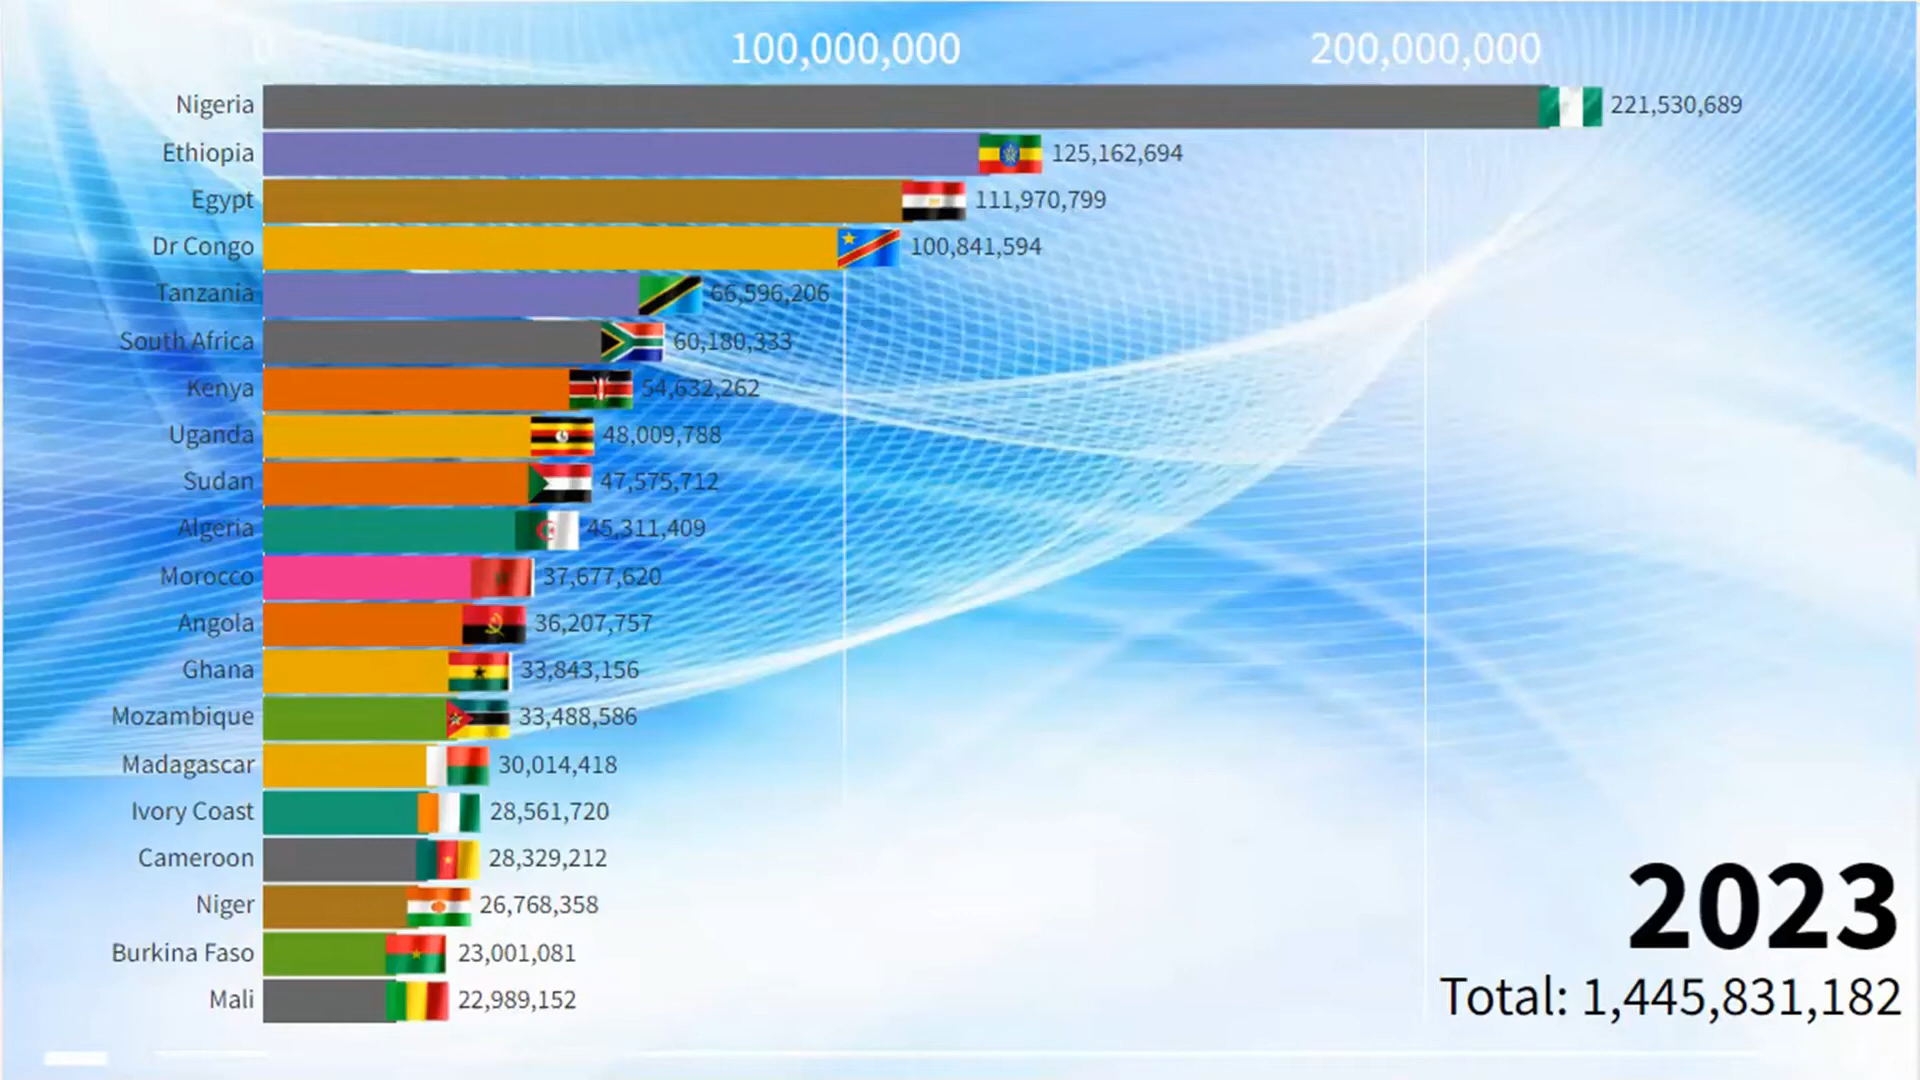 0 100,000,000 200,000,000
Nigeria 221,530,689
Ethiopia 125,162,694
Egypt 111,970,799
Dr Congo 100,841,594
Tanzania 66,596,206
South Africa 60,180,333
Kenya 54,632,262
Uganda 48,009,788
Sudan 47,575,712
Algeria 45,311,409
Morocco 37,677,620
Angola 36,207,757
Ghana 33,843,156
Mozambique 33,488,586
Madagascar 30,014,418
Ivory Coast 28,561,720
Cameroon 28,329,212
Niger 26,768,358
Burkina Faso 23,001,081
Mali 22,989,152
2023
Total: 1,445,831,182